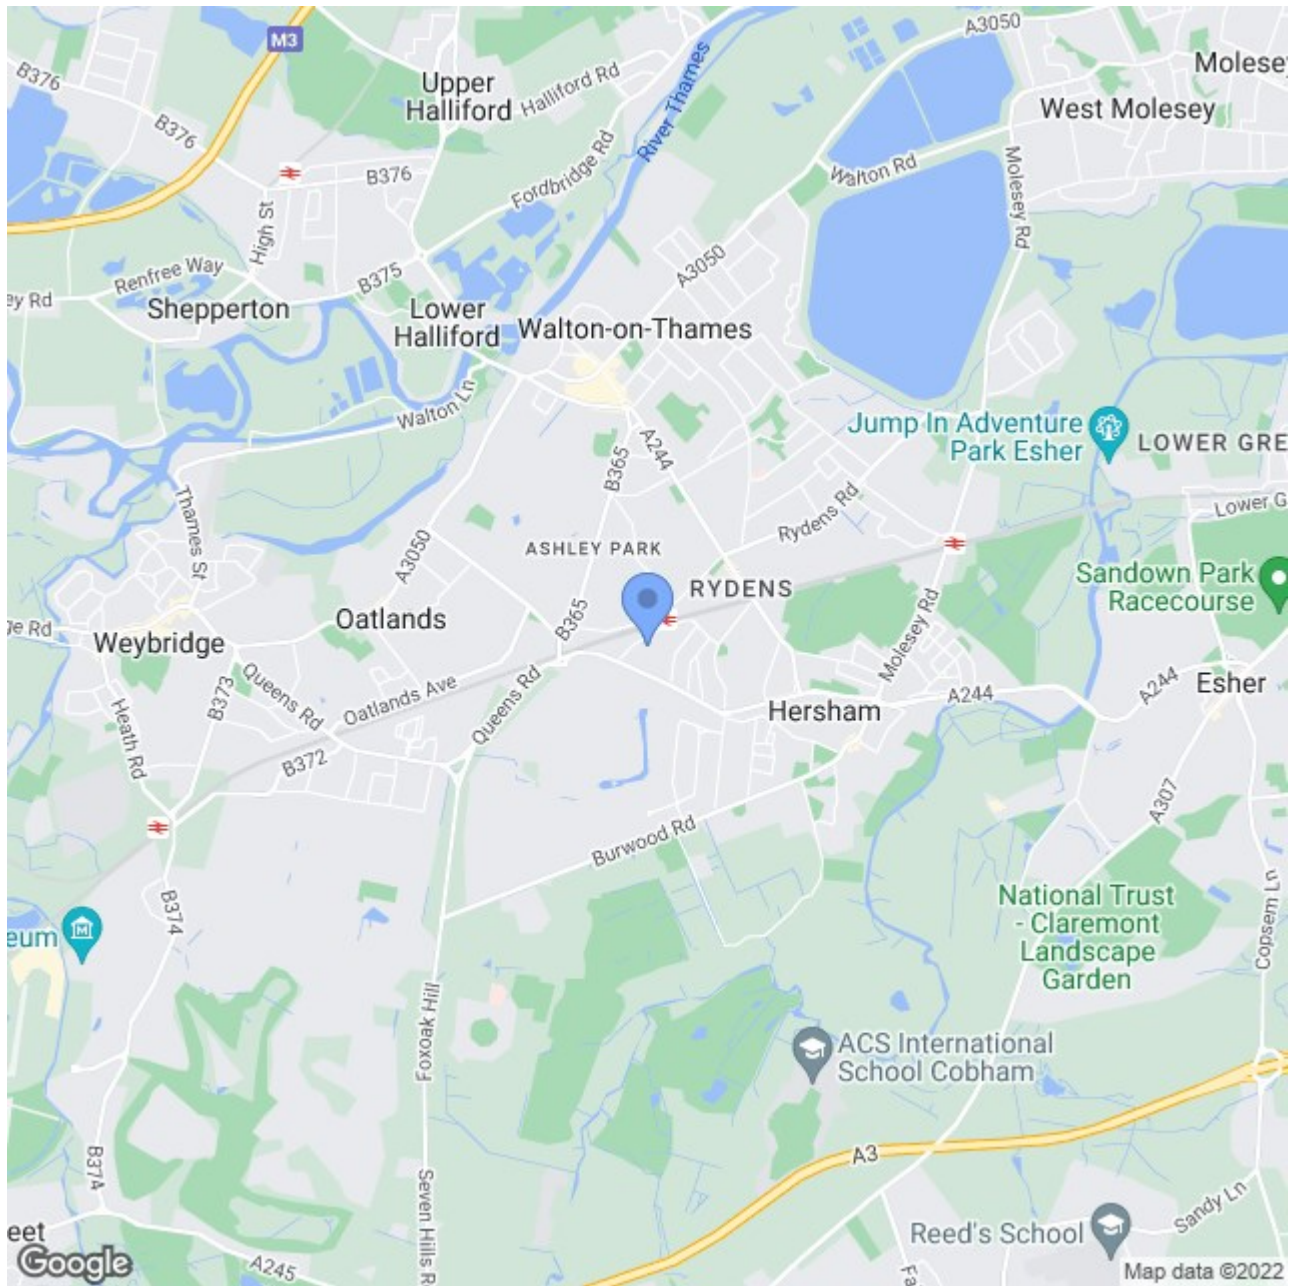 A3050
M3
Molesey
B376
Upper
Halliford
Halliford Rd
West Molesey
River Thames
B376
Fordbridge Rd
B376
Walton Rd
Molesey Rd
High St
Renfree Way
B375
A3050
ey Rd
Shepperton
Lower
Halliford
Walton-on-Thames
Walton Ln
Jump In Adventure
Park Esher
LOWER GRE
A244
B365
Thames St
Rydens Rd
Lower G
A3050
ASHLEY PARK
Sandown Park
Racecourse
RYDENS
Oatlands
B365
ge Rd
Weybridge
Molesey Rd
Queens Rd
B373
Oatlands Ave
Queens Rd
A244
A244
Esher
Hersham
Heath Rd
B372
A307
Burwood Rd
B374
National Trust
- Claremont
Landscape
Garden
Copsem Ln
eum
Foxoak Hill
ACS International
School Cobham
B374
A3
Seven Hills R
Sandy Ln
Reed's School
eet
A245
Fa
Google
Map data ©2022